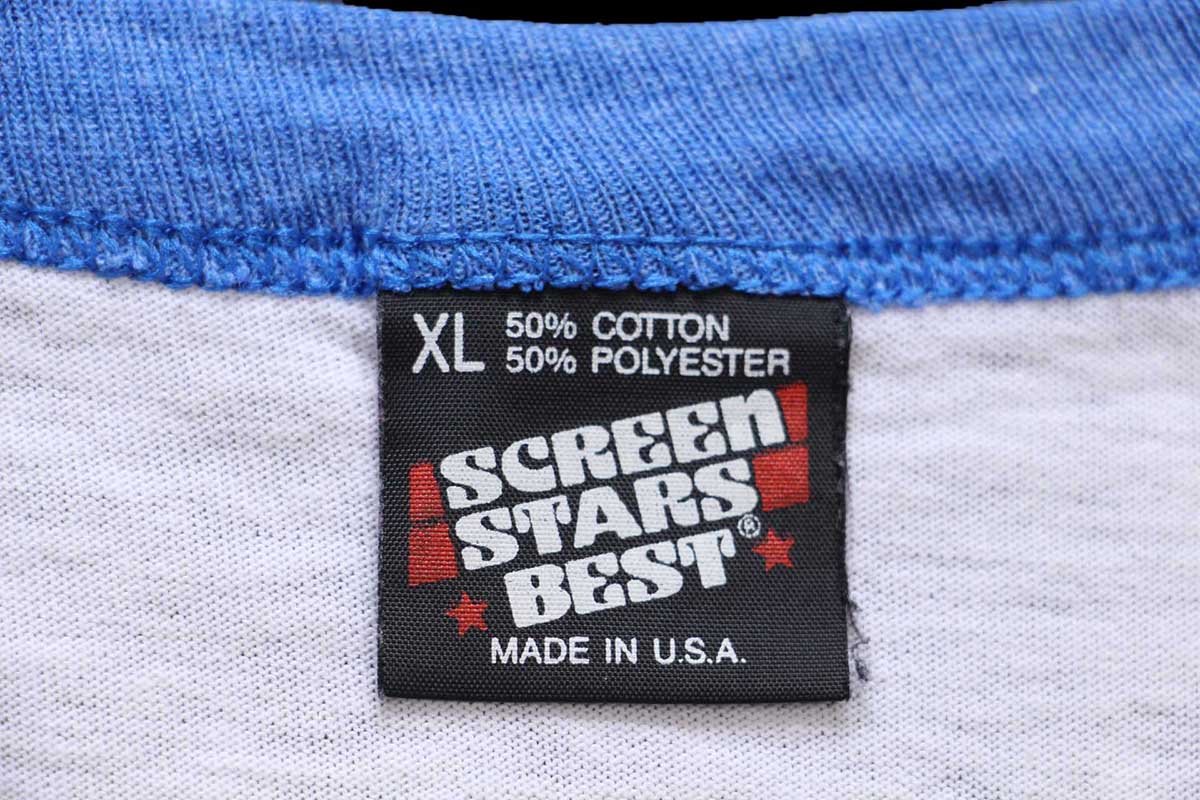 XL
50% COTTON
50% POLYESTER
SCREEN
STARS
BEST®
MADE IN U.S.A.